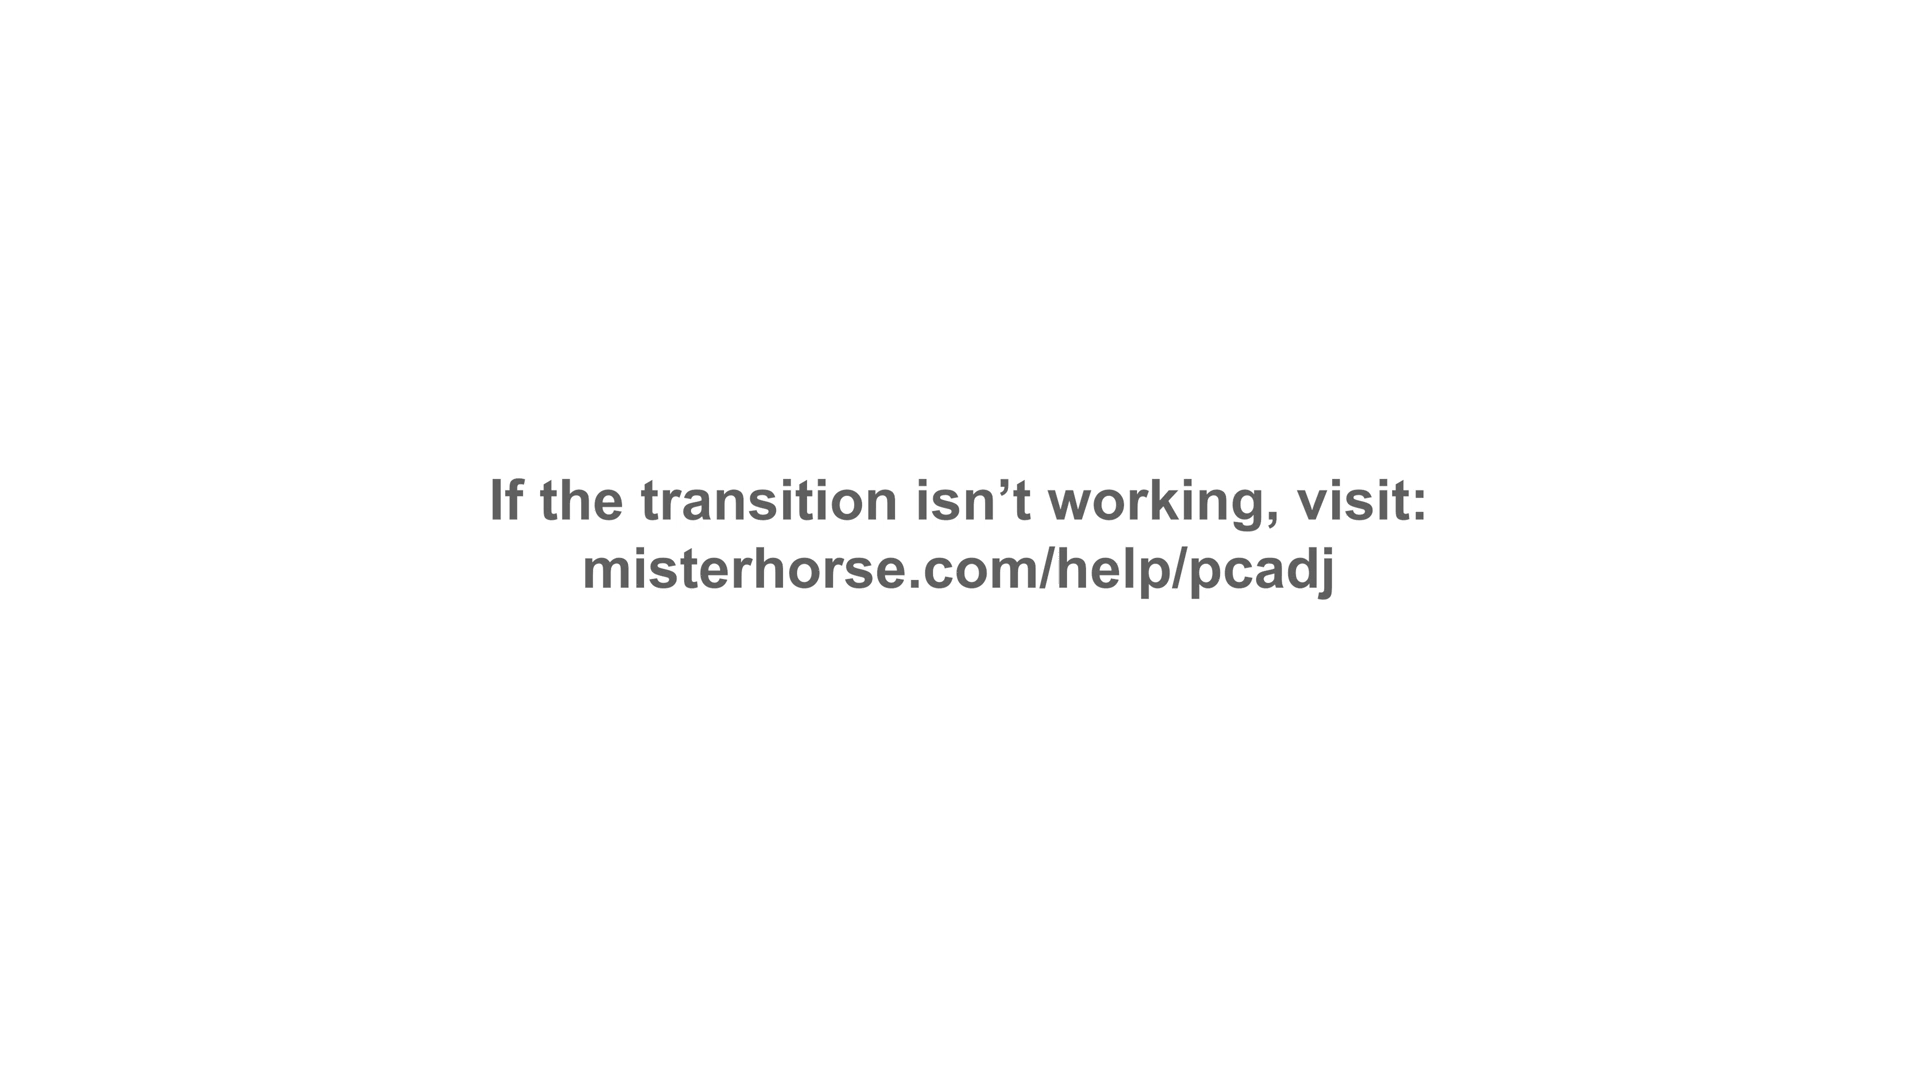 If the transition isn’t working, visit:
misterhorse.com/help/pcadj